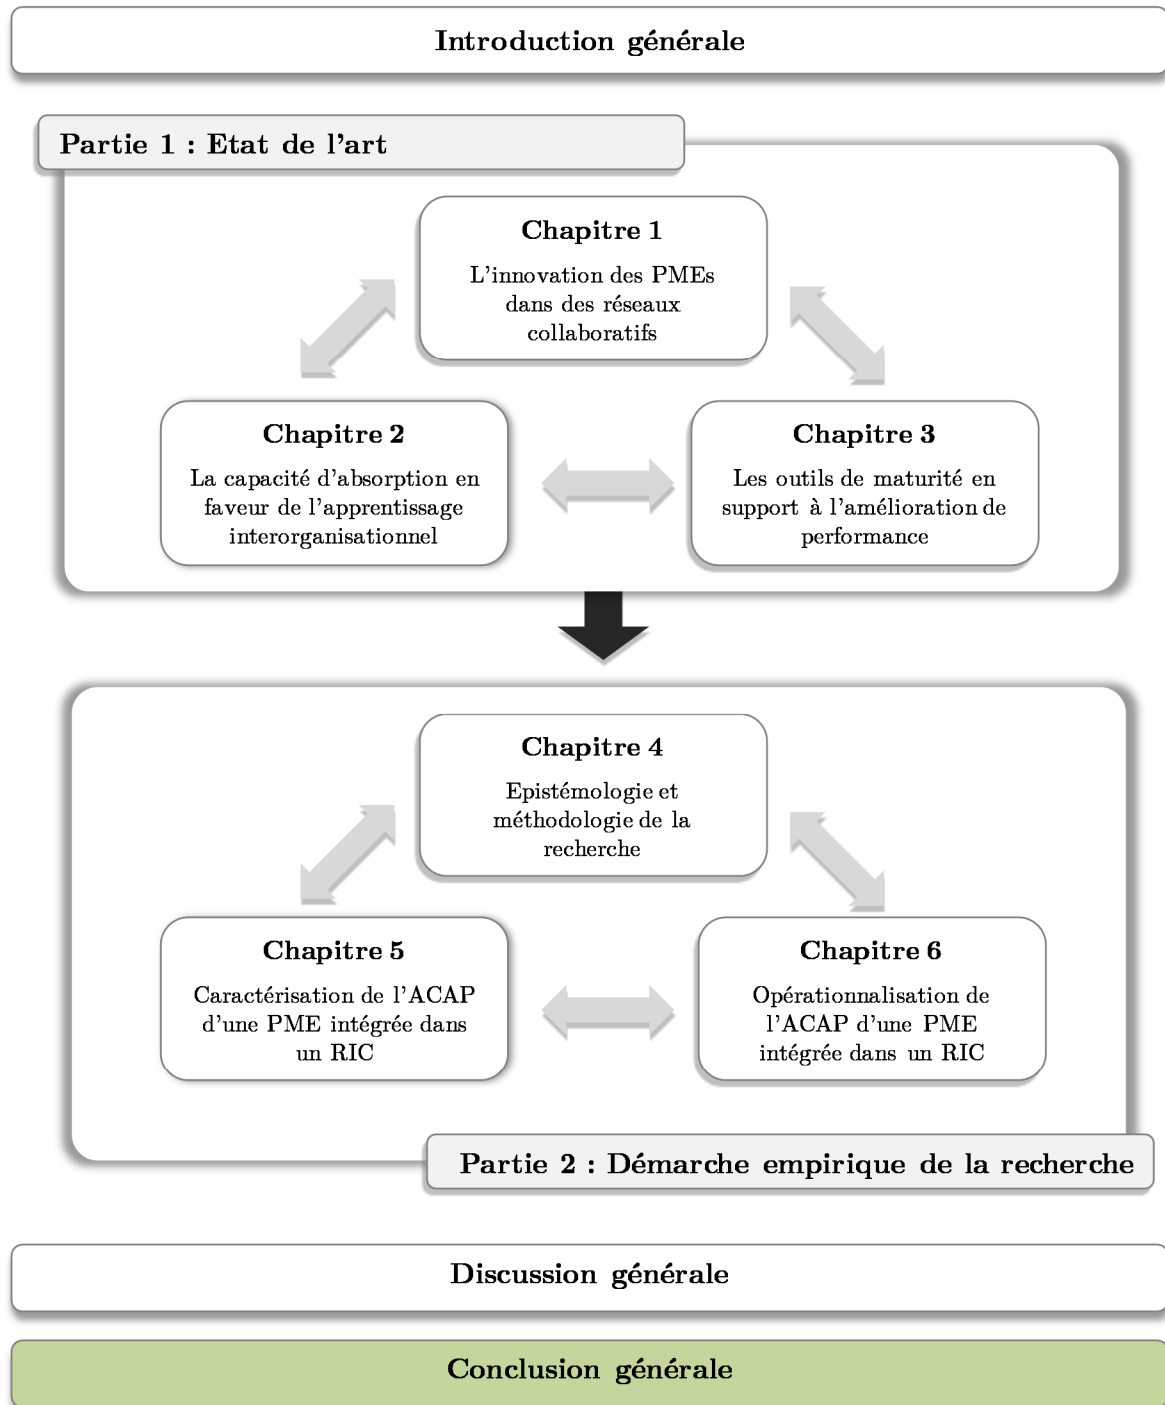 Introduction générale
Partie 1 : Etat de l'art
Chapitre 1
L'innovation des PMEs
dans des réseaux
collaboratifs
Chapitre 2
La capacité d'absorption en
faveur de l'apprentissage
interorganisationnel
Chapitre 3
Les outils de maturité en
support à l'amélioration de
performance
Chapitre 4
Epistémologie et
méthodologie de la
recherche
Chapitre 5
Caractérisation de l'ACAP
d'une PME intégrée dans
un RIC
Chapitre 6
Opérationnalisation de
l'ACAP d'une PME
intégrée dans un RIC
Partie 2 : Démarche empirique de la recherche
Discussion générale
Conclusion générale